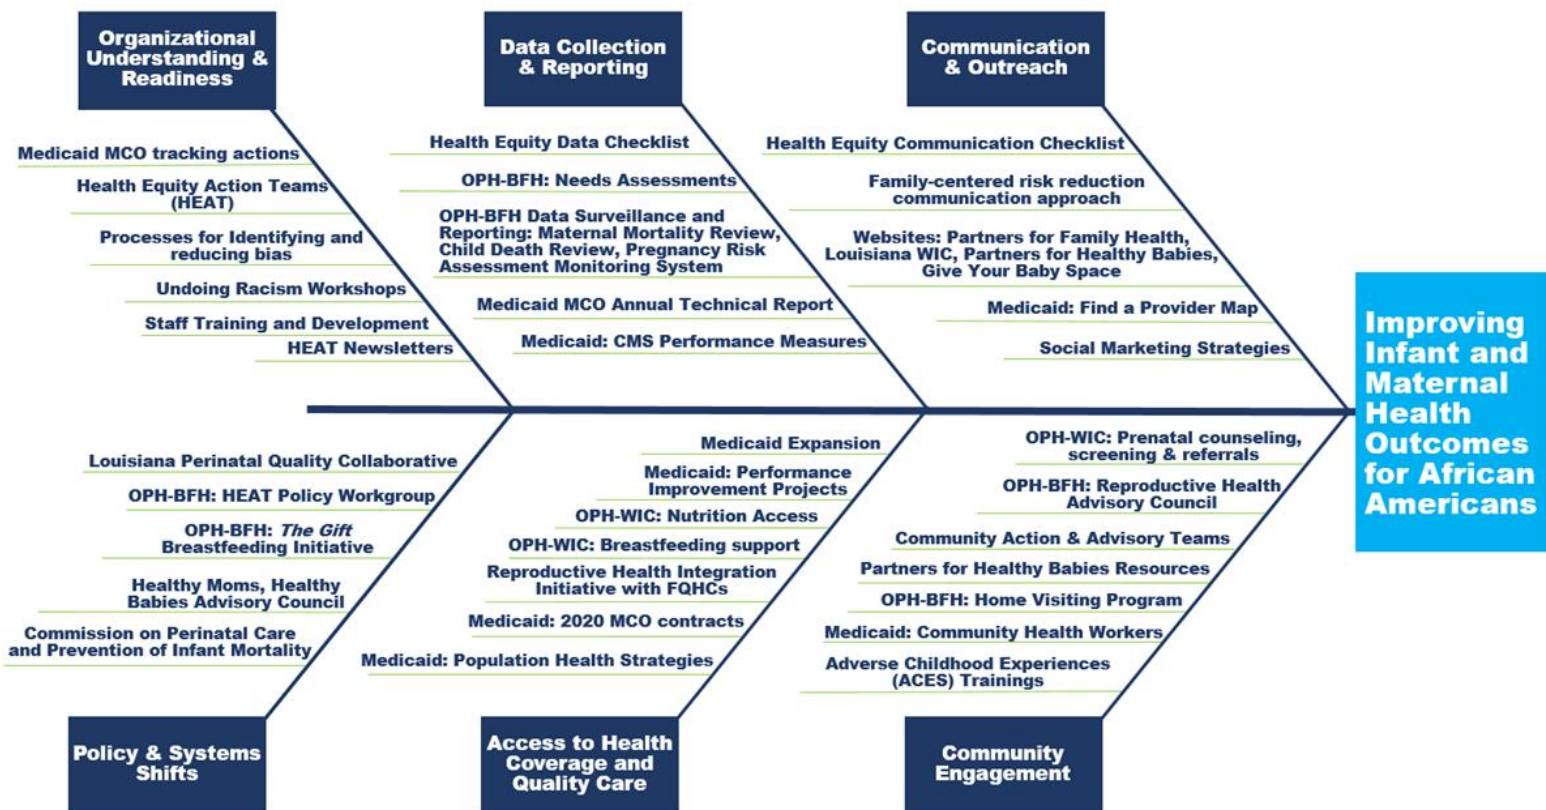 Organizational
Understanding &
Readiness
Medicaid MCO tracking actions
Health Equity Action Teams
(HEAT)
Processes for Identifying and
reducing bias
Undoing Racism Workshops
Staff Training and Development
HEAT Newsletters
Data Collection
& Reporting
Health Equity Data Checklist
OPH-BFH: Needs Assessments
OPH-BFH Data Surveillance and
Reporting: Maternal Mortality Review,
Child Death Review, Pregnancy Risk
Assessment Monitoring System
Medicaid MCO Annual Technical Report
Medicaid: CMS Performance Measures
Communication
& Outreach
Health Equity Communication Checklist
Family-centered risk reduction
communication approach
Websites: Partners for Family Health,
Louisiana WIC, Partners for Healthy Babies,
Give Your Baby Space
Medicaid: Find a Provider Map
Social Marketing Strategies
Improving
Infant and
Maternal
Health
Outcomes
for African
Americans
Louisiana Perinatal Quality Collaborative
OPH-BFH: HEAT Policy Workgroup
OPH-BFH: The Gift
Breastfeeding Initiative
Healthy Moms, Healthy
Babies Advisory Council
Commission on Perinatal Care
and Prevention of Infant Mortality
Policy & Systems
Shifts
Medicaid Expansion
Medicaid: Performance
Improvement Projects
OPH-WIC: Nutrition Access
OPH-WIC: Breastfeeding support
Reproductive Health Integration
Initiative with FQHCs
Medicaid: 2020 MCO contracts
Medicaid: Population Health Strategies
Access to Health
Coverage and
Quality Care
OPH-WIC: Prenatal counseling,
screening & referrals
OPH-BFH: Reproductive Health
Advisory Council
Community Action & Advisory Teams
Partners for Healthy Babies Resources
OPH-BFH: Home Visiting Program
Medicaid: Community Health Workers
Adverse Childhood Experiences
(ACES) Trainings
Community
Engagement